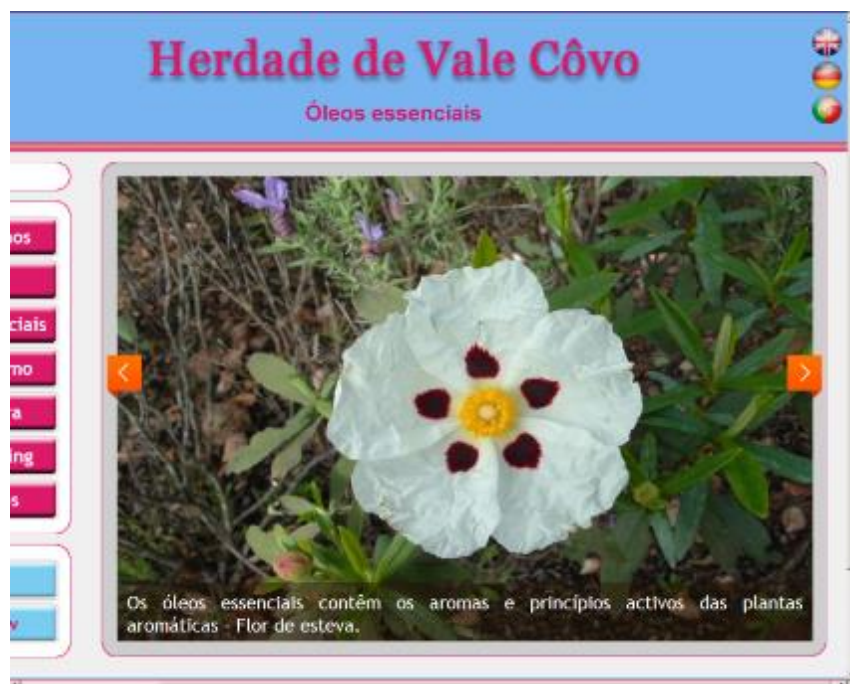 Herdade de Vale Côvo
Óleos essenciais
Os óleos essenciais contêm os aromas e princípios activos das plantas
aromáticas - Flor de esteva.